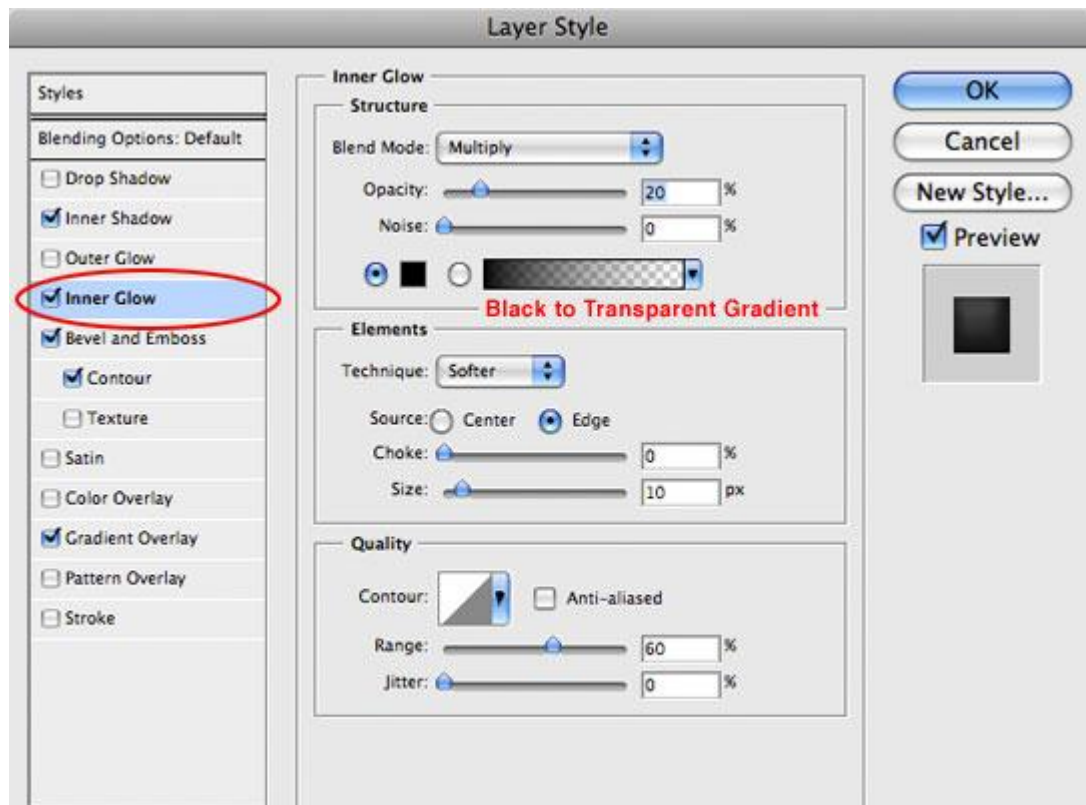 Layer Style
Styles
Blending Options: Default
Drop Shadow
Inner Shadow
Outer Glow
Inner Glow
Bevel and Emboss
Contour
Texture
Satin
Color Overlay
Gradient Overlay
Pattern Overlay
Stroke
Inner Glow
Structure
Blend Mode: Multiply
Opacity: 20 %
Noise: 0 %
Black to Transparent Gradient
Elements
Technique: Softer
Source: Center Edge
Choke: 0 %
Size: 10 px
Quality
Contour: Anti-aliased
Range: 60 %
Jitter: 0 %
OK
Cancel
New Style...
Preview